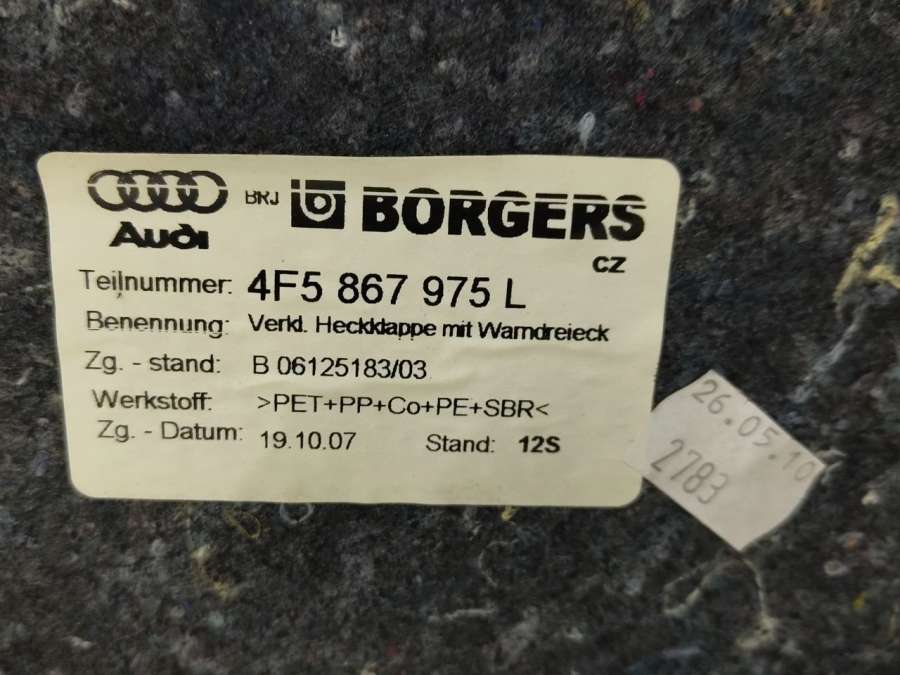 Audi BRJ BORGERS
CZ
Teilnummer: 4F5 867 975 L
Benennung: Verkl. Heckklappe mit Warndreieck
Zg. - stand: B 06125183/03
Werkstoff: >PET+PP+Co+PE+SBR<
Zg. - Datum: 19.10.07 Stand: 12S
26.05.10
2783